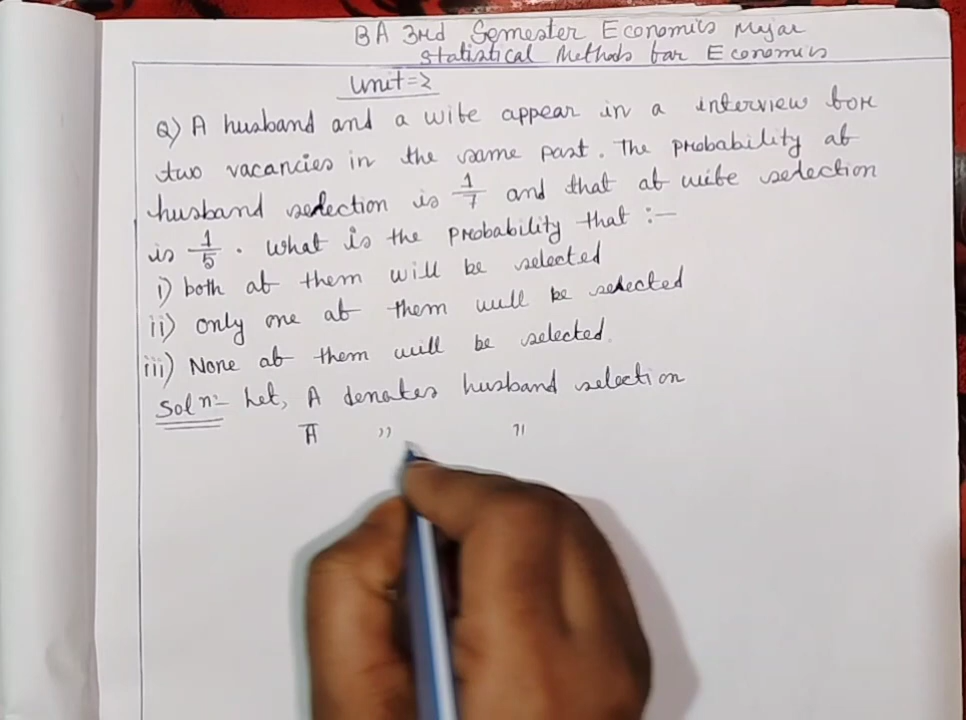 BA 3rd Semester Economics Major
Statistical Methods for Economics
Unit=2
Q) A husband and a wife appear in a interview for
two vacancies in the same post. The probability of
husband selection is 1/7 and that of wife selection
is 1/5. What is the probability that :-
i) both of them will be selected
ii) only one of them will be selected
iii) None of them will be selected.
Soln:- Let, A denotes husband selection
Ā " "